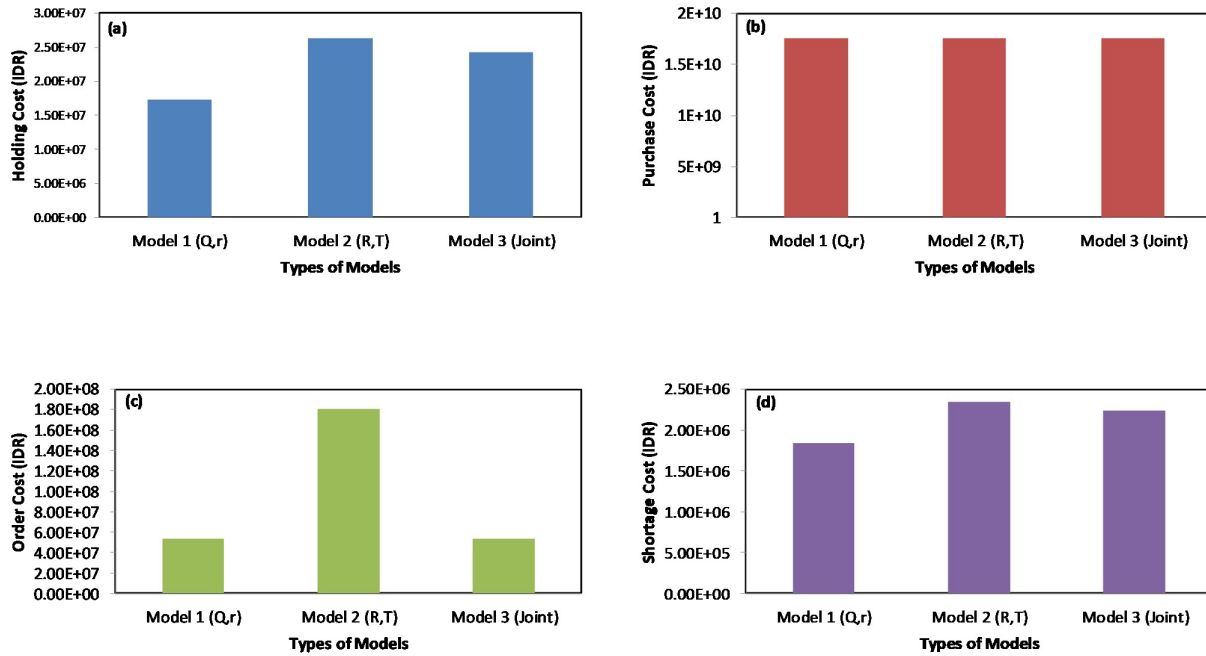 (a)
Holding Cost (IDR)
3.00E+07
2.50E+07
2.00E+07
1.50E+07
1.00E+07
5.00E+06
0.00E+00
Model 1 (Q,r) Model 2 (R,T) Model 3 (Joint)
Types of Models
(b)
Purchase Cost (IDR)
2E+10
1.5E+10
1E+10
5E+09
1
Model 1 (Q,r) Model 2 (R,T) Model 3 (Joint)
Types of Models
(c)
Order Cost (IDR)
2.00E+08
1.80E+08
1.60E+08
1.40E+08
1.20E+08
1.00E+08
8.00E+07
6.00E+07
4.00E+07
2.00E+07
0.00E+00
Model 1 (Q,r) Model 2 (R,T) Model 3 (Joint)
Types of Models
(d)
Shortage Cost (IDR)
2.50E+06
2.00E+06
1.50E+06
1.00E+06
5.00E+05
0.00E+00
Model 1 (Q,r) Model 2 (R,T) Model 3 (Joint)
Types of Models